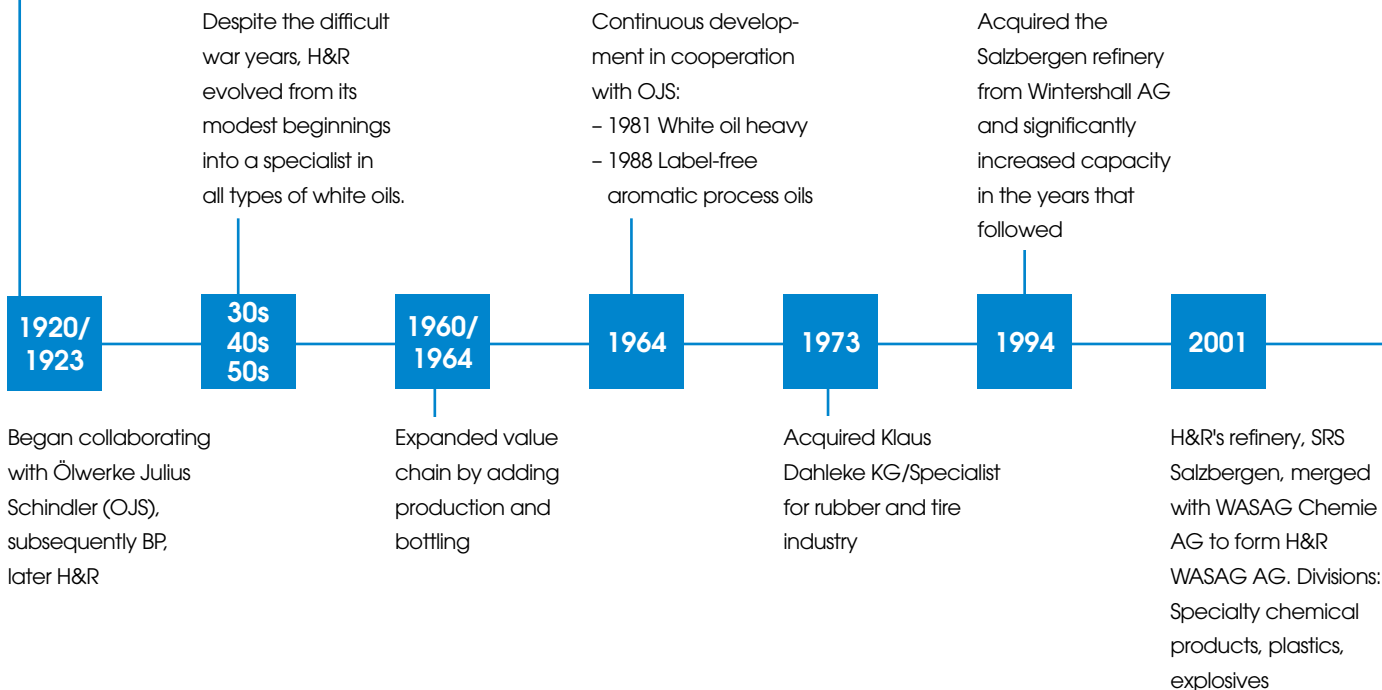 Despite the difficult
war years, H&R
evolved from its
modest beginnings
into a specialist in
all types of white oils.
Continuous develop-
ment in cooperation
with OJS:
– 1981 White oil heavy
– 1988 Label-free
aromatic process oils
Acquired the
Salzbergen refinery
from Wintershall AG
and significantly
increased capacity
in the years that
followed
1920/
1923
30s
40s
50s
1960/
1964
1964
1973
1994
2001
Began collaborating
with Ölwerke Julius
Schindler (OJS),
subsequently BP,
later H&R
Expanded value
chain by adding
production and
bottling
Acquired Klaus
Dahleke KG/Specialist
for rubber and tire
industry
H&R's refinery, SRS
Salzbergen, merged
with WASAG Chemie
AG to form H&R
WASAG AG. Divisions:
Specialty chemical
products, plastics,
explosives